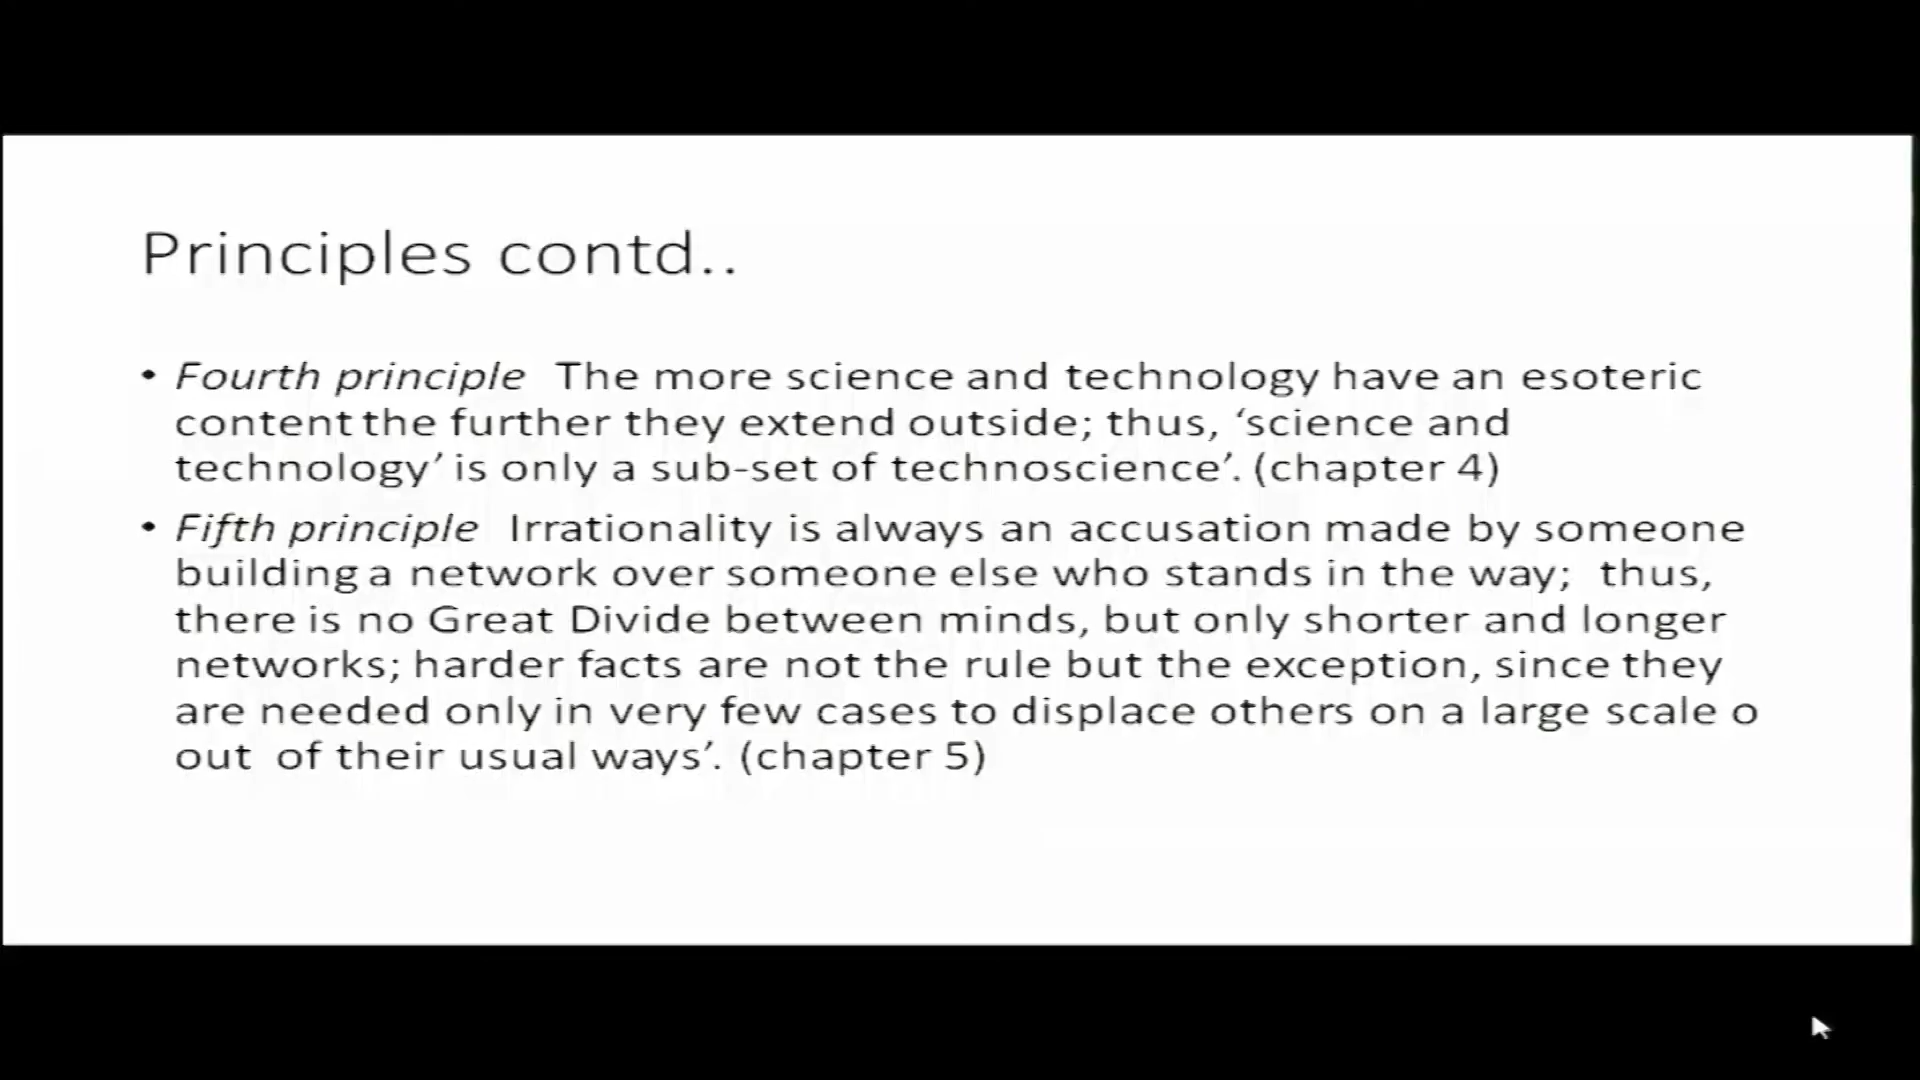 Principles contd..
• Fourth principle The more science and technology have an esoteric
content the further they extend outside; thus, ‘science and
technology’ is only a sub-set of technoscience’. (chapter 4)
• Fifth principle Irrationality is always an accusation made by someone
building a network over someone else who stands in the way; thus,
there is no Great Divide between minds, but only shorter and longer
networks; harder facts are not the rule but the exception, since they
are needed only in very few cases to displace others on a large scale o
out of their usual ways’. (chapter 5)